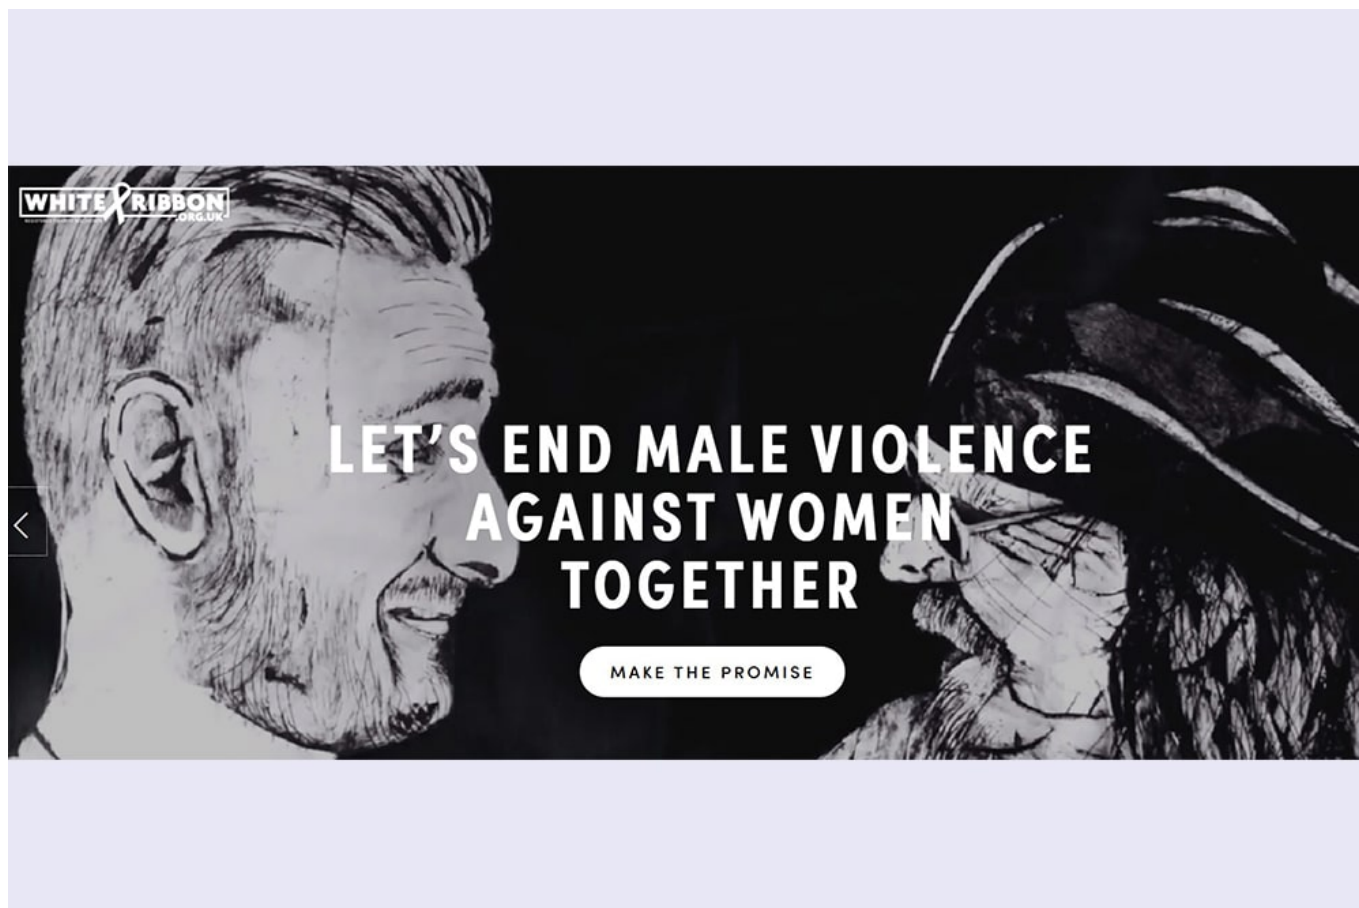 WHITE RIBBON
.ORG.UK
LET'S END MALE VIOLENCE
AGAINST WOMEN
TOGETHER
MAKE THE PROMISE